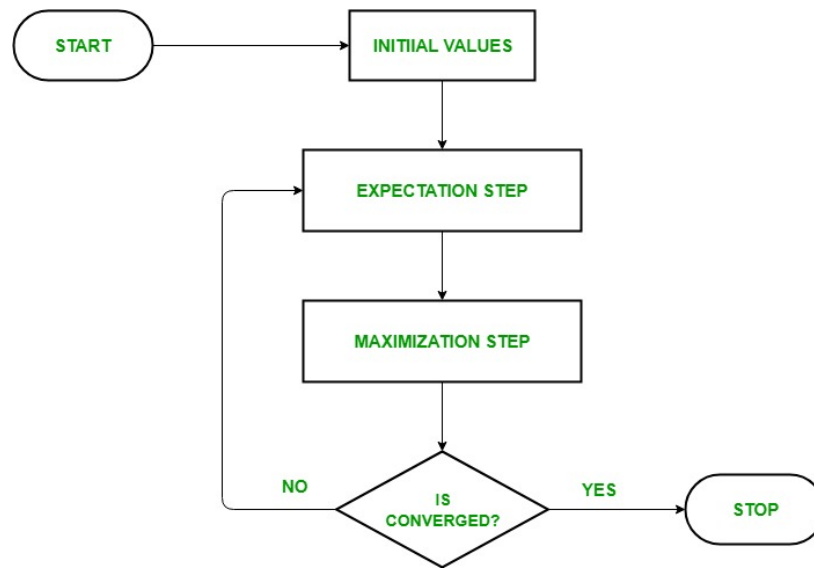 START
INITIIAL VALUES
EXPECTATION STEP
MAXIMIZATION STEP
NO
IS
CONVERGED?
YES
STOP